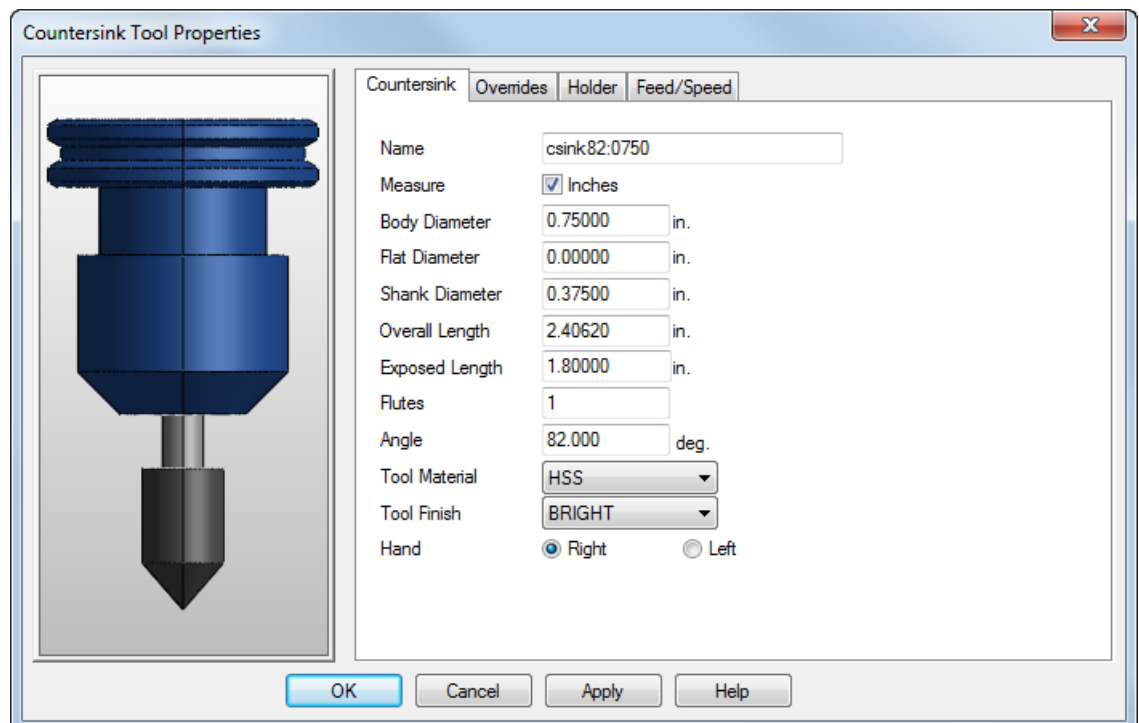 Countersink Tool Properties
Countersink Overrides Holder Feed/Speed
Name csink82:0750
Measure Inches
Body Diameter 0.75000 in.
Flat Diameter 0.00000 in.
Shank Diameter 0.37500 in.
Overall Length 2.40620 in.
Exposed Length 1.80000 in.
Flutes 1
Angle 82.000 deg.
Tool Material HSS
Tool Finish BRIGHT
Hand Right Left
OK Cancel Apply Help